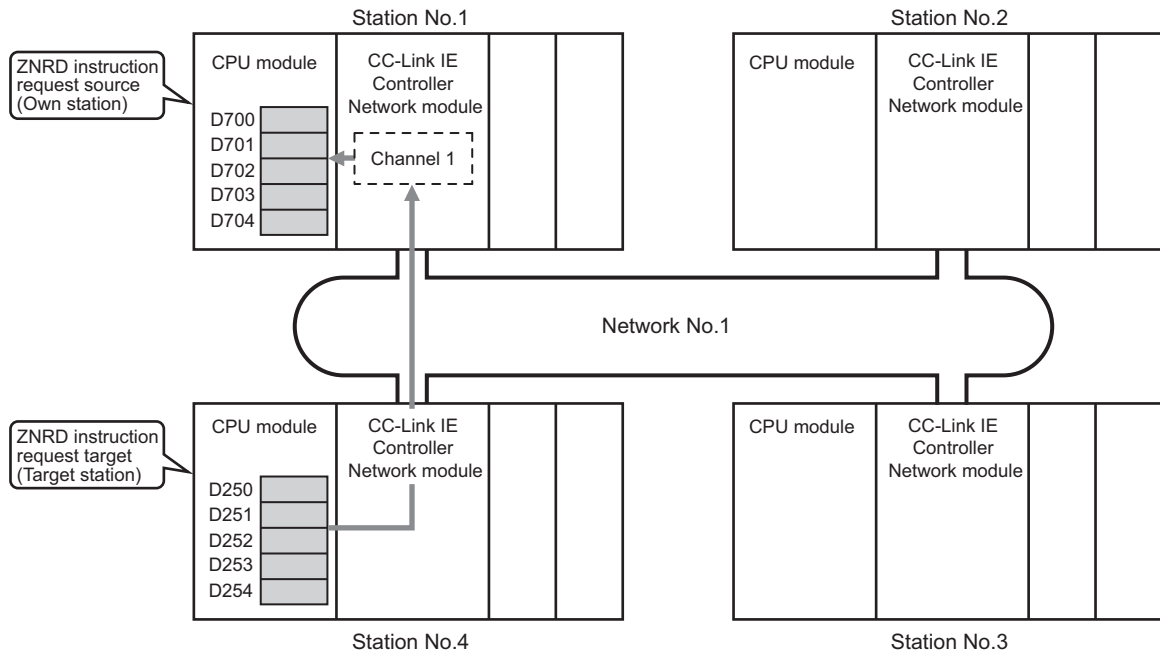 Station No.1
Station No.2
ZNRD instruction
request source
(Own station)
CPU module
D700
D701
D702
D703
D704
CC-Link IE
Controller
Network module
Channel 1
CPU module
CC-Link IE
Controller
Network module
Network No.1
ZNRD instruction
request target
(Target station)
CPU module
D250
D251
D252
D253
D254
CC-Link IE
Controller
Network module
CPU module
CC-Link IE
Controller
Network module
Station No.4
Station No.3